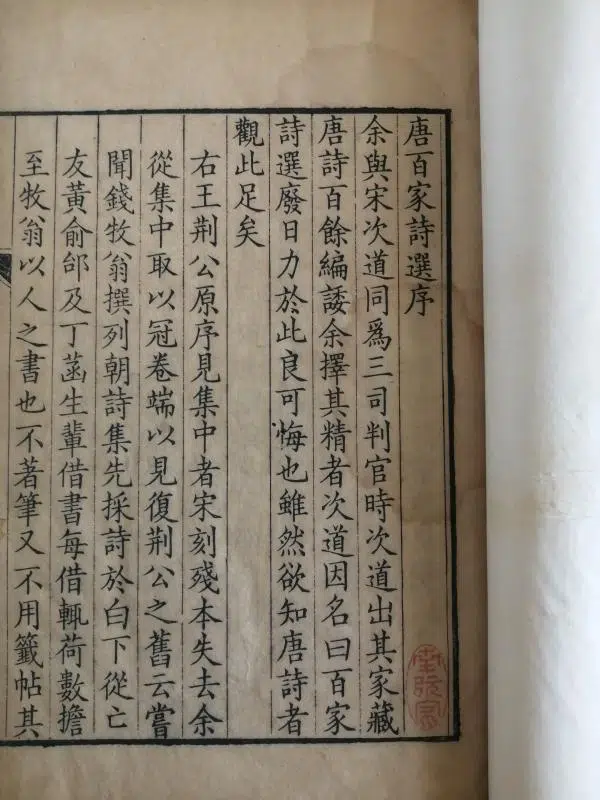 唐百家詩選序
余與宋次道同爲三司判官時次道出其家藏
唐詩百餘編諉余擇其精者次道因名曰百家
詩選廢日力於此良可悔也雖然欲知唐詩者
觀此足矣
右王荆公原序見集中者宋刻殘本失去余
從集中取以冠卷端以見復荆公之舊云嘗
聞錢牧翁撰列朝詩集先採詩於白下從亡
友黃俞邰及丁菡生輩借書每借輒荷數擔
至牧翁以人之書也不著筆又不用籤帖其